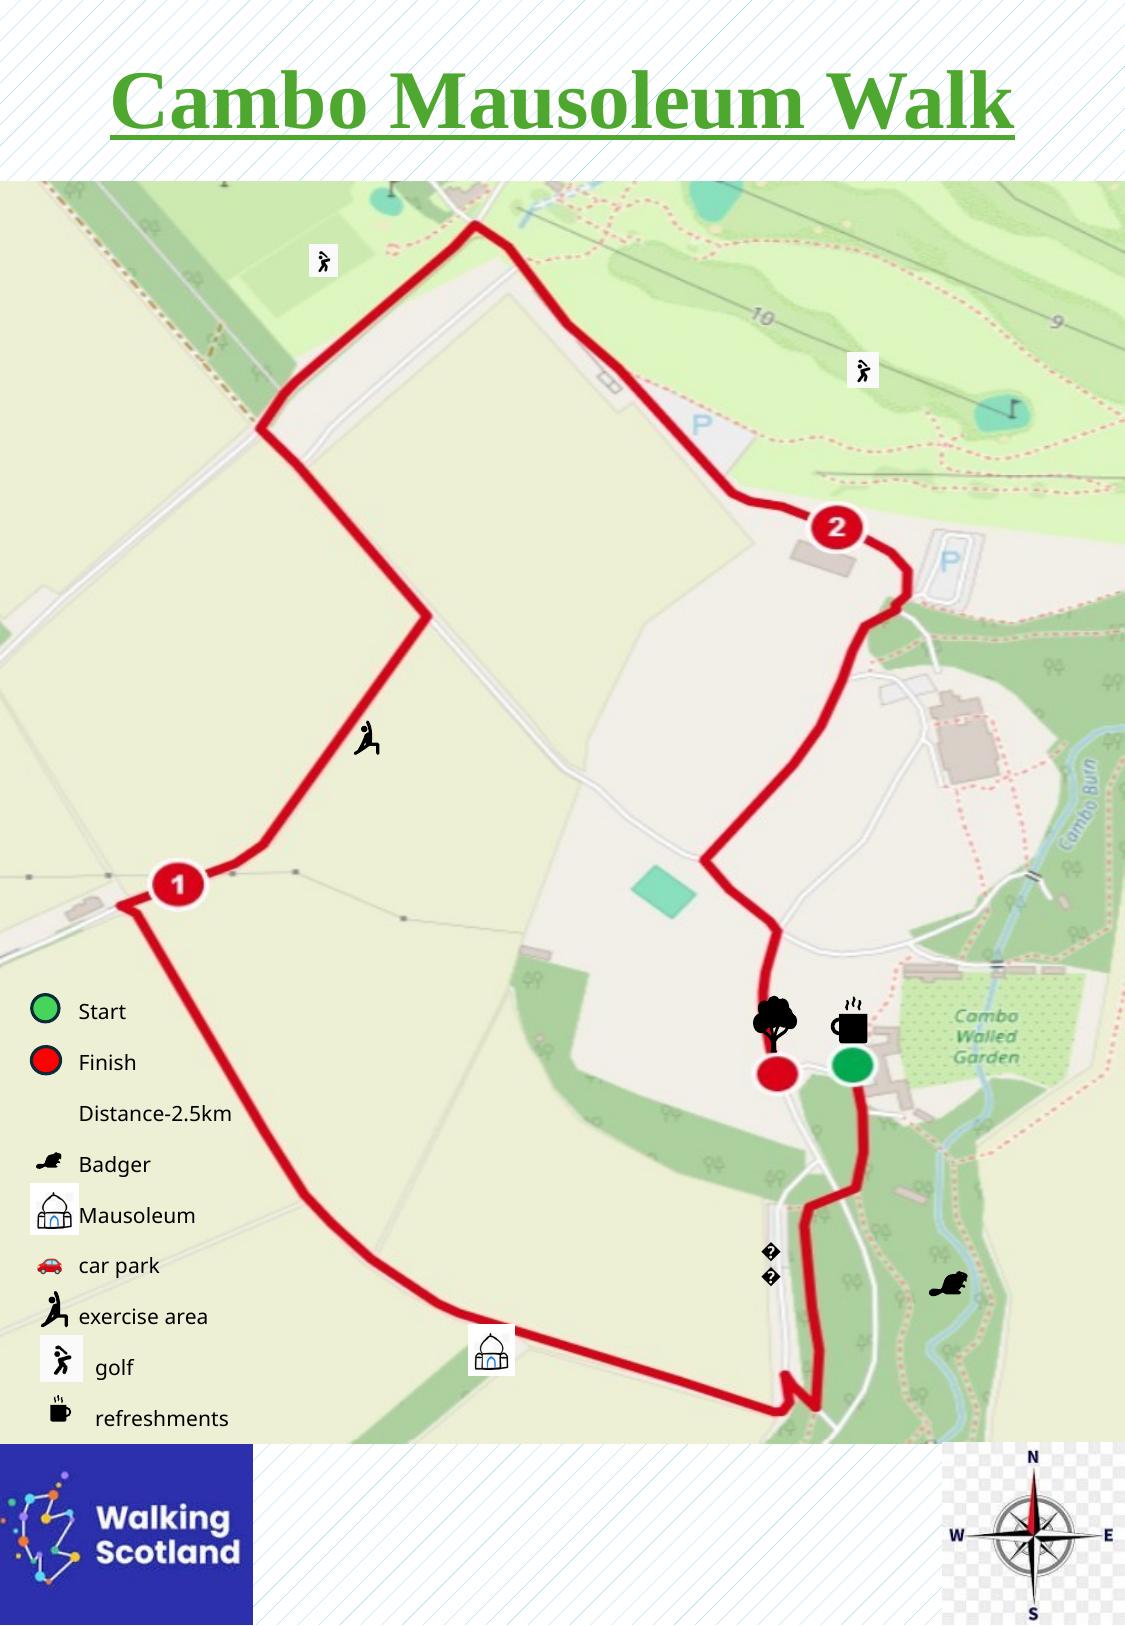 Cambo Mausoleum Walk
10
9
P
2
P
Cambo Burn
1
Start
Cambo
Walled
Garden
Finish
Distance-2.5km
Badger
Mausoleum
car park
exercise area
golf
refreshments
Walking
Scotland
N
W
E
S